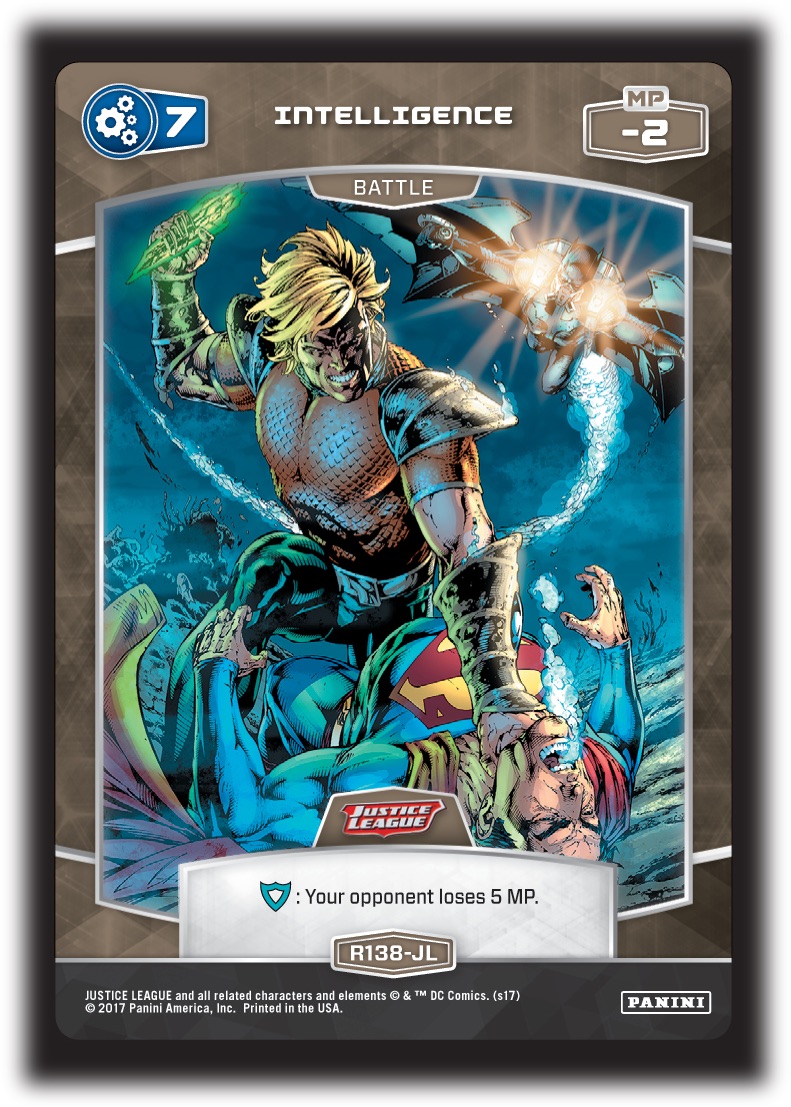 7
INTELLIGENCE
MP
-2
BATTLE
S
JUSTICE
LEAGUE
: Your opponent loses 5 MP.
R138-JL
JUSTICE LEAGUE and all related characters and elements © & ™ DC Comics. (s17)
© 2017 Panini America, Inc. Printed in the USA.
PANINI